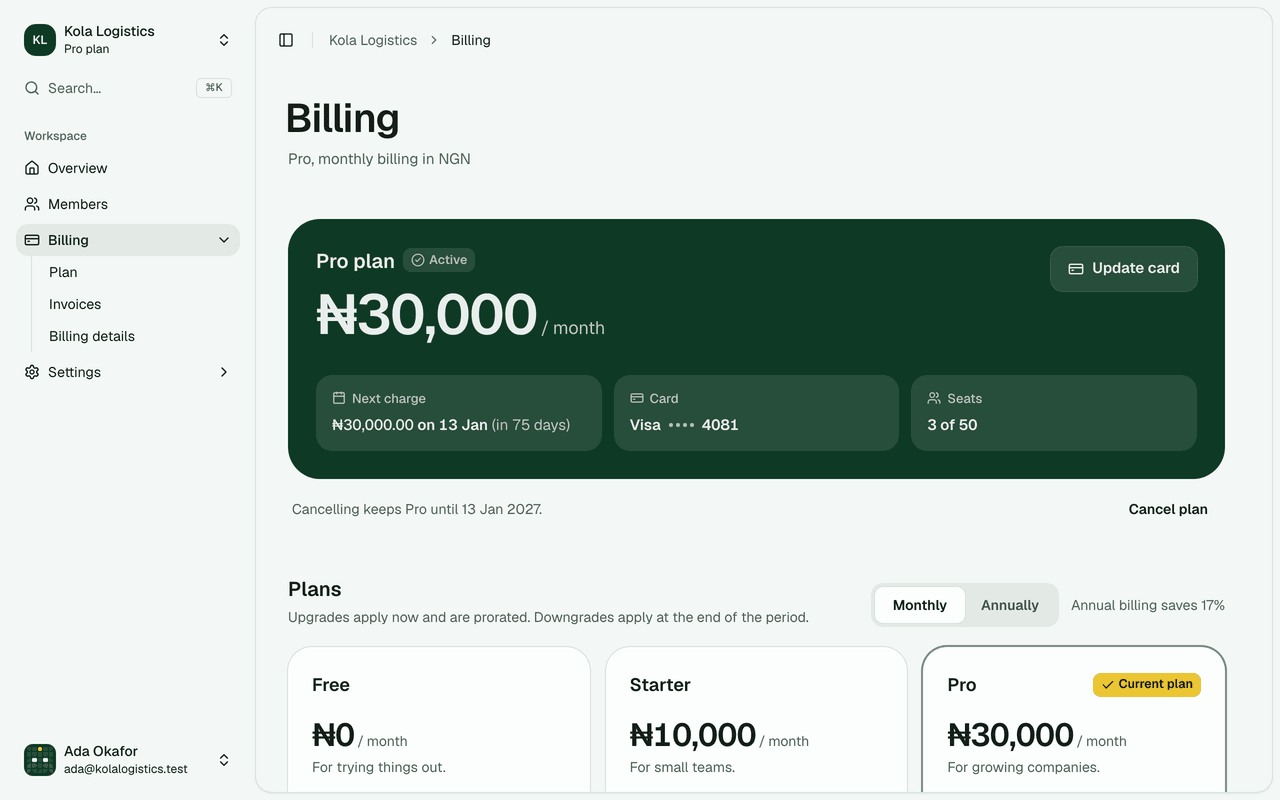 KL
Kola Logistics
Pro plan
Search...
⌘K
Workspace
Overview
Members
Billing
Plan
Invoices
Billing details
Settings
Ada Okafor
ada@kolalogistics.test
Kola Logistics > Billing
Billing
Pro, monthly billing in NGN
Pro plan Active
Update card
₦30,000 / month
Next charge
₦30,000.00 on 13 Jan (in 75 days)
Card
Visa •••• 4081
Seats
3 of 50
Cancelling keeps Pro until 13 Jan 2027.
Cancel plan
Plans
Upgrades apply now and are prorated. Downgrades apply at the end of the period.
Monthly Annually Annual billing saves 17%
Free
₦0 / month
For trying things out.
Starter
₦10,000 / month
For small teams.
Pro Current plan
₦30,000 / month
For growing companies.